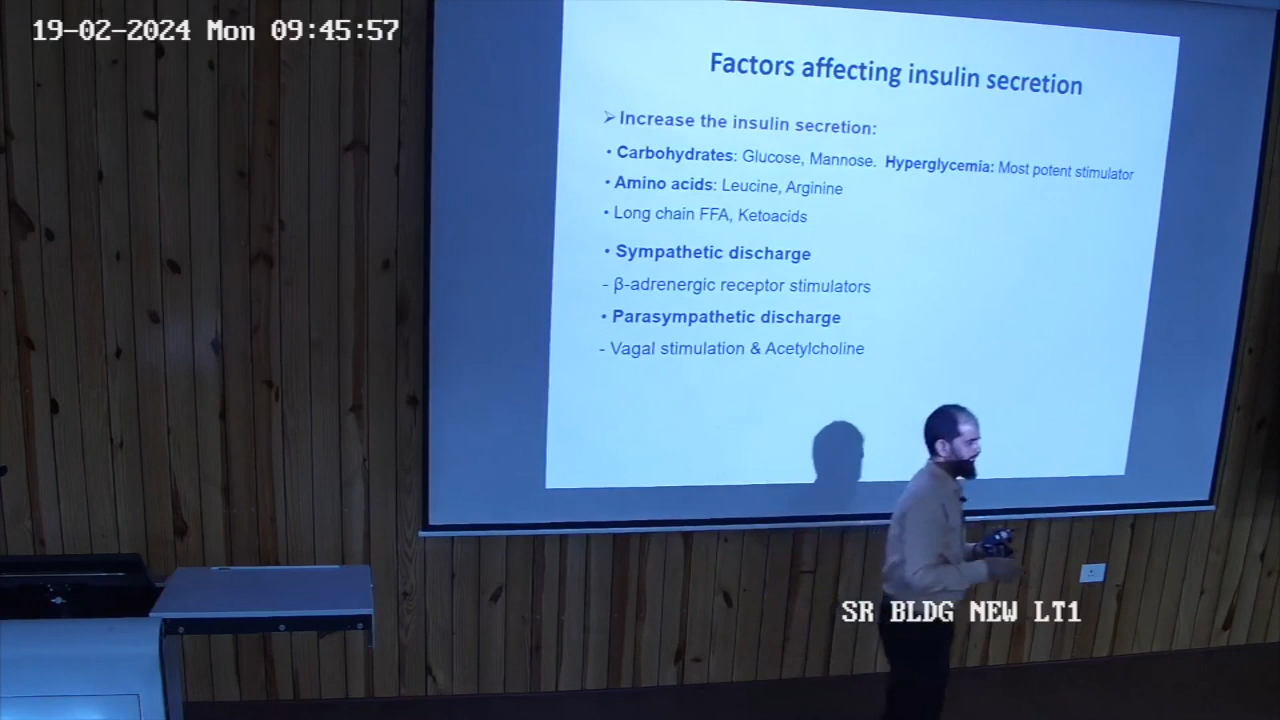 19-02-2024 Mon 09:45:57
Factors affecting insulin secretion
➢Increase the insulin secretion:
• Carbohydrates: Glucose, Mannose. Hyperglycemia: Most potent stimulator
• Amino acids: Leucine, Arginine
• Long chain FFA, Ketoacids
• Sympathetic discharge
- β-adrenergic receptor stimulators
• Parasympathetic discharge
- Vagal stimulation & Acetylcholine
SR BLDG NEW LT1